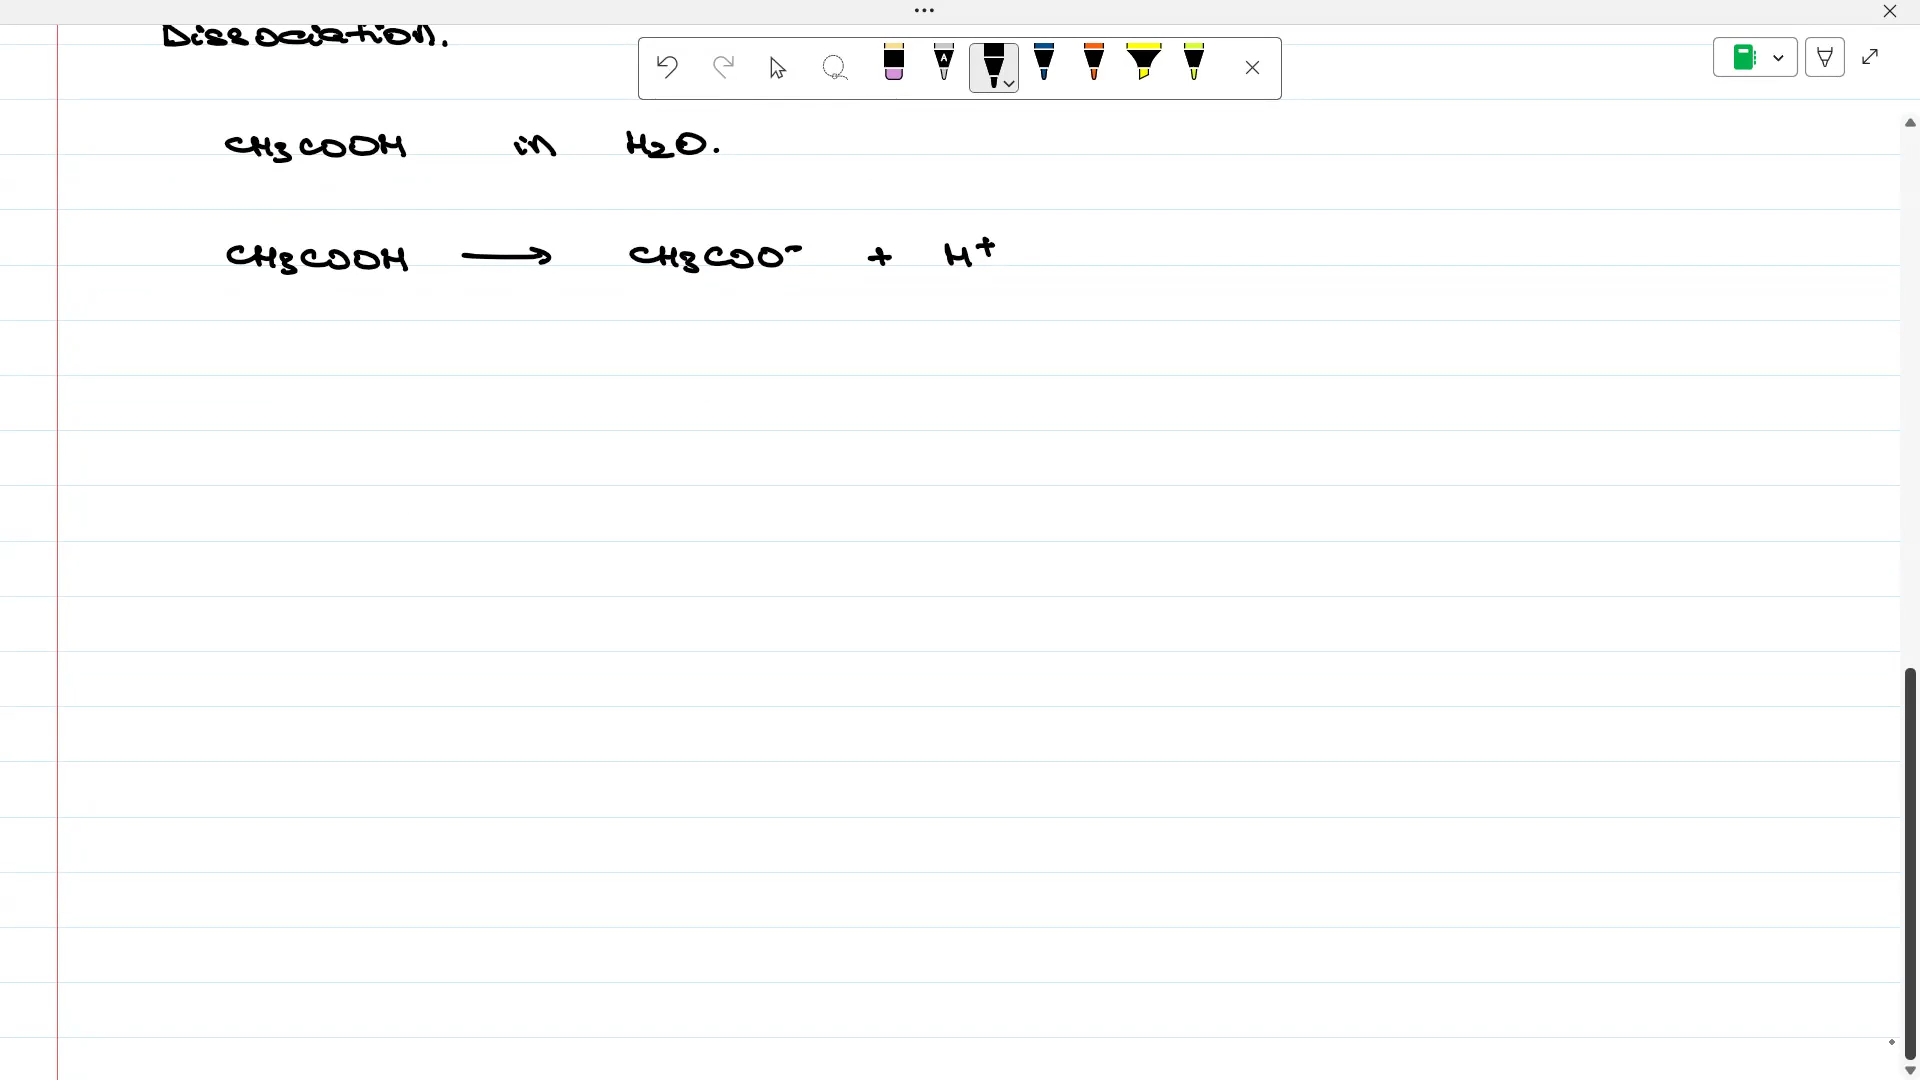 Dissociation.
CH3COOH in H2O.
CH3COOH ⟶ CH3COO⁻ + H⁺